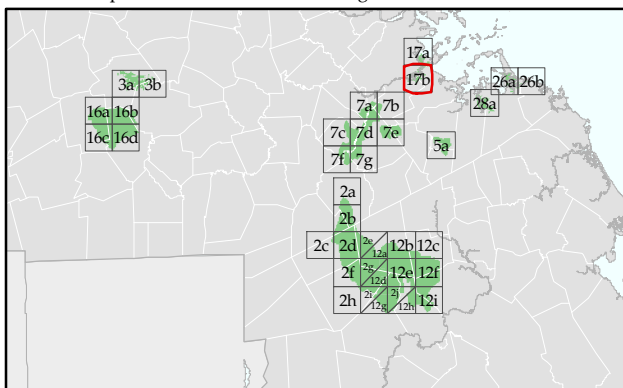 17a
3a 3b 17b 26a 26b
16a 16b 7a 7b 28a
16c 16d 7c 7d 7e 5a
7f 7g
2a
2b
2c 2d 2e 12a 12b 12c
2f 2g 12d 12e 12f
2h 2i 12g 2j 12h 12i